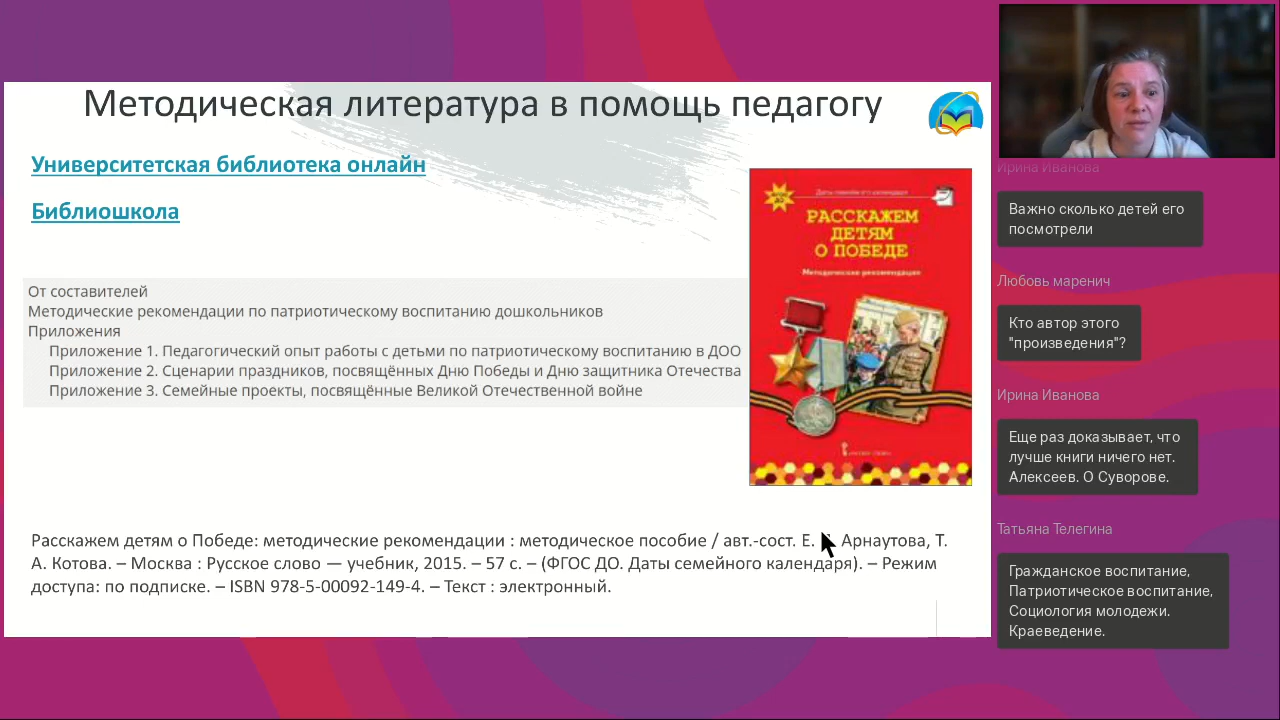 Методическая литература в помощь педагогу
Университетская библиотека онлайн
Библиошкола
От составителей
Методические рекомендации по патриотическому воспитанию дошкольников
Приложения
Приложение 1. Педагогический опыт работы с детьми по патриотическому воспитанию в ДОО
Приложение 2. Сценарии праздников, посвящённых Дню Победы и Дню защитника Отечества
Приложение 3. Семейные проекты, посвящённые Великой Отечественной войне
Даты семейного календаря
РАССКАЖЕМ
ДЕТЯМ
О ПОБЕДЕ
Методические рекомендации
Расскажем детям о Победе: методические рекомендации : методическое пособие / авт.-сост. Е. Арнаутова, Т.
А. Котова. – Москва : Русское слово — учебник, 2015. – 57 с. – (ФГОС ДО. Даты семейного календаря). – Режим
доступа: по подписке. – ISBN 978-5-00092-149-4. – Текст : электронный.
Ирина Иванова
Важно сколько детей его
посмотрели
Любовь маренич
Кто автор этого
"произведения"?
Ирина Иванова
Еще раз доказывает, что
лучше книги ничего нет.
Алексеев. О Суворове.
Татьяна Телегина
Гражданское воспитание,
Патриотическое воспитание,
Социология молодежи.
Краеведение.